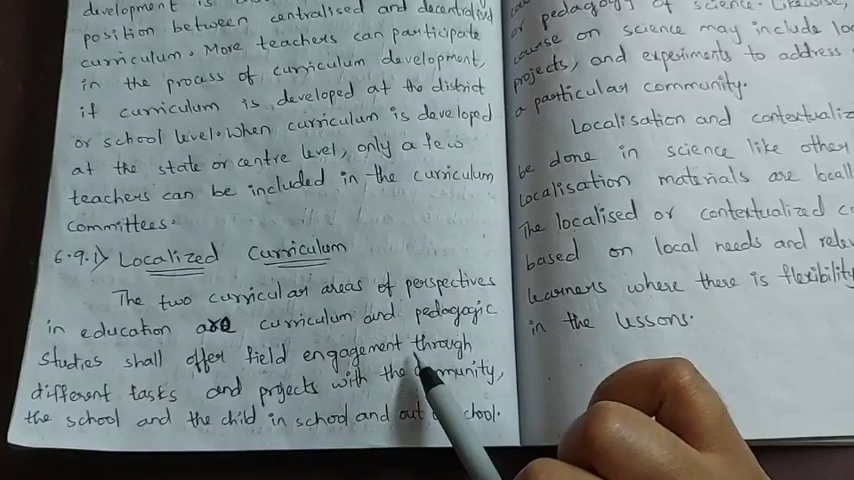 development is
position between centralised and decentralised
curriculum. More teachers can participate
in the process of curriculum development,
if curriculum is developed at the district
or school level. When curriculum is developed
at the state or centre level, only a few
teachers can be included in the curriculum
committees.
6.9.1) Localized Curriculum
The two curricular areas of perspectives
in education are curriculum and pedagogic
studies shall offer field engagement through
different tasks and projects with the community,
the school and the child in school and out school.
or pedagogy of science. Likewise,
course on science may include
projects, and experiments to address
a particular community.
Localisation and
be done in science like other
Localisation materials are
The localised or contextualized
based on local needs and
learners where there is flexibility
in the lessons.